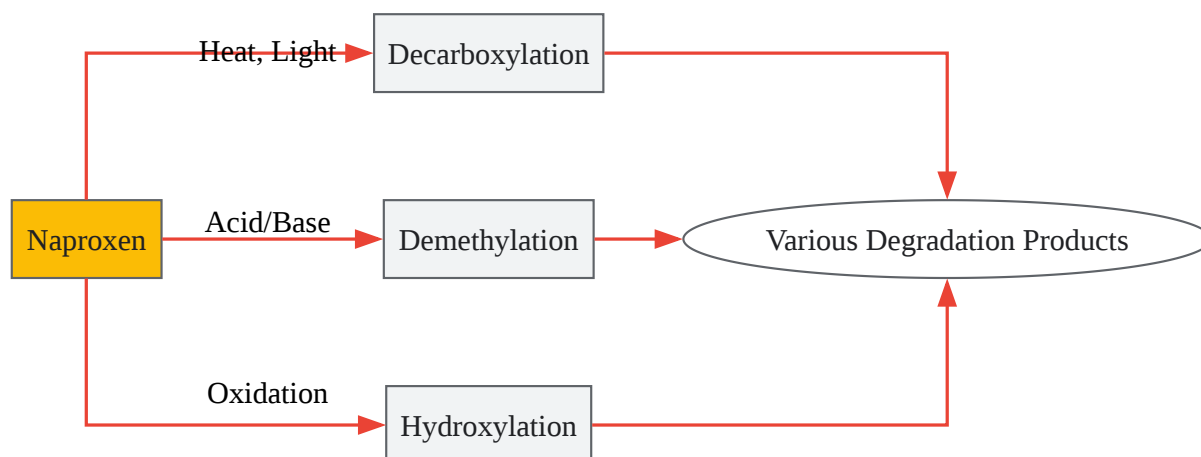 Heat, Light
Decarboxylation
Naproxen
Acid/Base
Demethylation
Various Degradation Products
Oxidation
Hydroxylation